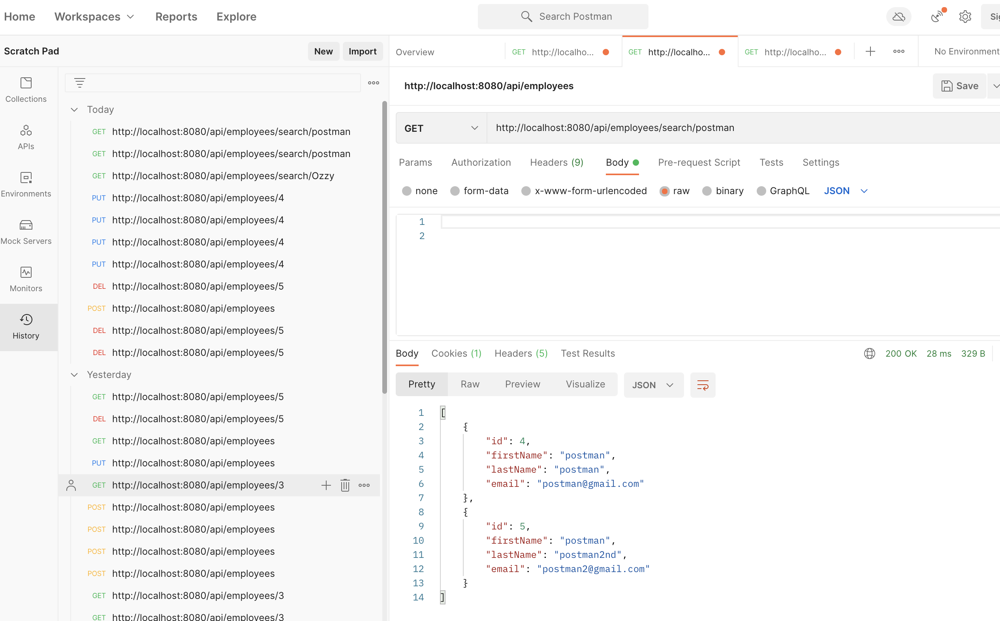 Home Workspaces Reports Explore Search Postman
Scratch Pad New Import
Overview GET http://localho... GET http://localho... GET http://localho... No Environment
Collections
APIs
Environments
Mock Servers
Monitors
History
Today
GET http://localhost:8080/api/employees/search/postman
GET http://localhost:8080/api/employees/search/postman
GET http://localhost:8080/api/employees/search/Ozzy
PUT http://localhost:8080/api/employees/4
PUT http://localhost:8080/api/employees/4
PUT http://localhost:8080/api/employees/4
PUT http://localhost:8080/api/employees/4
DEL http://localhost:8080/api/employees/5
POST http://localhost:8080/api/employees
DEL http://localhost:8080/api/employees/5
DEL http://localhost:8080/api/employees/5
Yesterday
GET http://localhost:8080/api/employees/5
DEL http://localhost:8080/api/employees/5
GET http://localhost:8080/api/employees
PUT http://localhost:8080/api/employees
GET http://localhost:8080/api/employees/3
POST http://localhost:8080/api/employees
POST http://localhost:8080/api/employees
POST http://localhost:8080/api/employees
POST http://localhost:8080/api/employees
GET http://localhost:8080/api/employees/3
GET http://localhost:8080/api/employees/3
http://localhost:8080/api/employees Save
GET http://localhost:8080/api/employees/search/postman
Params Authorization Headers (9) Body Pre-request Script Tests Settings
none form-data x-www-form-urlencoded raw binary GraphQL JSON
1
2
Body Cookies (1) Headers (5) Test Results 200 OK 28 ms 329 B
Pretty Raw Preview Visualize JSON
1 [
2 {
3 "id": 4,
4 "firstName": "postman",
5 "lastName": "postman",
6 "email": "postman@gmail.com"
7 },
8 {
9 "id": 5,
10 "firstName": "postman",
11 "lastName": "postman2nd",
12 "email": "postman2@gmail.com"
13 }
14 ]